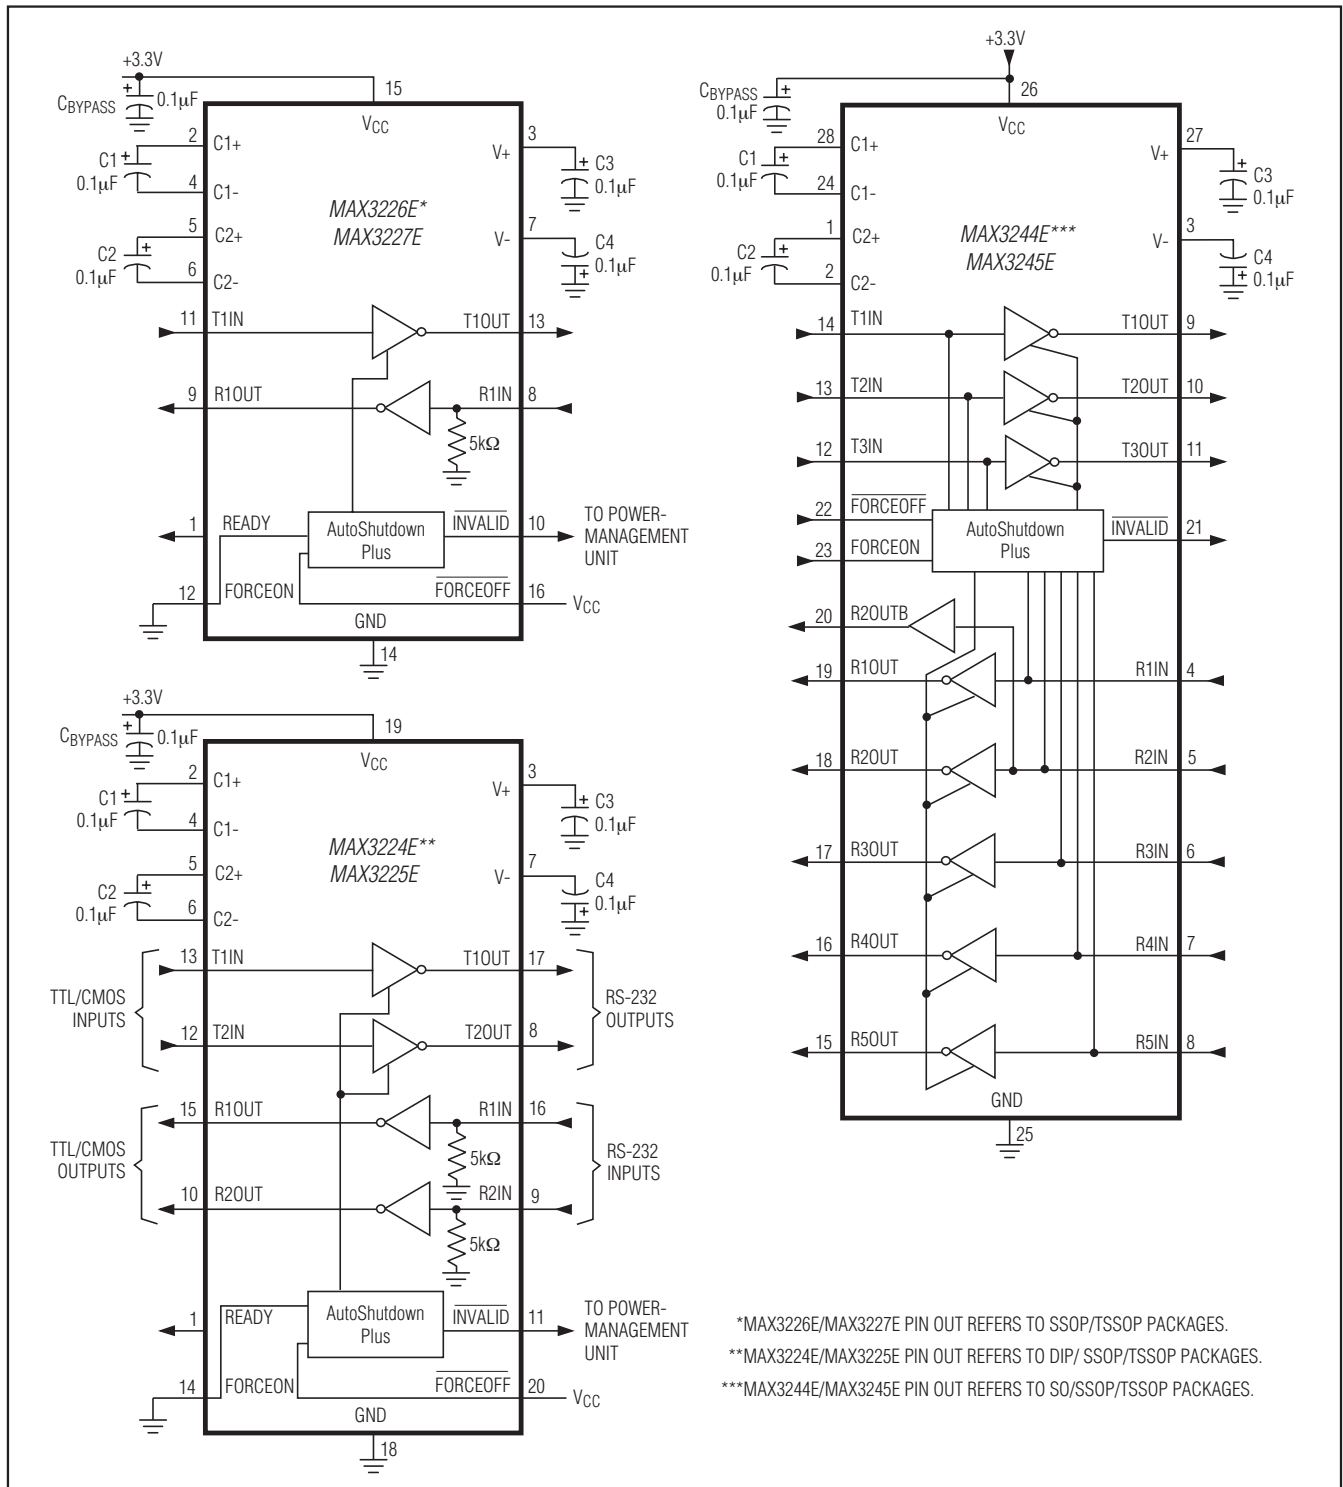 +3.3V
CBYPASS
+
0.1µF
15
VCC
2
C1+
C1
+
0.1µF
4
C1-
5
C2+
C2
+
0.1µF
6
C2-
3
V+
+
C3
0.1µF
7
V-
C4
+
0.1µF
MAX3226E*
MAX3227E
11
T1IN
T1OUT
13
9
R1OUT
R1IN
8
5kΩ
1
READY
AutoShutdown
Plus
INVALID
10
TO POWER-
MANAGEMENT
UNIT
12
FORCEON
FORCEOFF
16
VCC
GND
14
+3.3V
CBYPASS
+
0.1µF
19
VCC
2
C1+
C1
+
0.1µF
4
C1-
5
C2+
C2
+
0.1µF
6
C2-
3
V+
+
C3
0.1µF
7
V-
C4
+
0.1µF
MAX3224E**
MAX3225E
TTL/CMOS
INPUTS
13
T1IN
T1OUT
17
12
T2IN
T2OUT
8
RS-232
OUTPUTS
TTL/CMOS
OUTPUTS
15
R1OUT
R1IN
16
5kΩ
10
R2OUT
R2IN
9
5kΩ
RS-232
INPUTS
1
READY
AutoShutdown
Plus
INVALID
11
TO POWER-
MANAGEMENT
UNIT
14
FORCEON
FORCEOFF
20
VCC
GND
18
+3.3V
CBYPASS
+
0.1µF
26
VCC
28
C1+
C1
+
0.1µF
24
C1-
1
C2+
C2
+
0.1µF
2
C2-
27
V+
+
C3
0.1µF
3
V-
C4
+
0.1µF
MAX3244E***
MAX3245E
14
T1IN
T1OUT
9
13
T2IN
T2OUT
10
12
T3IN
T3OUT
11
22
FORCEOFF
23
FORCEON
AutoShutdown
Plus
INVALID
21
20
R2OUTB
19
R1OUT
R1IN
4
18
R2OUT
R2IN
5
17
R3OUT
R3IN
6
16
R4OUT
R4IN
7
15
R5OUT
R5IN
8
GND
25
*MAX3226E/MAX3227E PIN OUT REFERS TO SSOP/TSSOP PACKAGES.
**MAX3224E/MAX3225E PIN OUT REFERS TO DIP/ SSOP/TSSOP PACKAGES.
***MAX3244E/MAX3245E PIN OUT REFERS TO SO/SSOP/TSSOP PACKAGES.